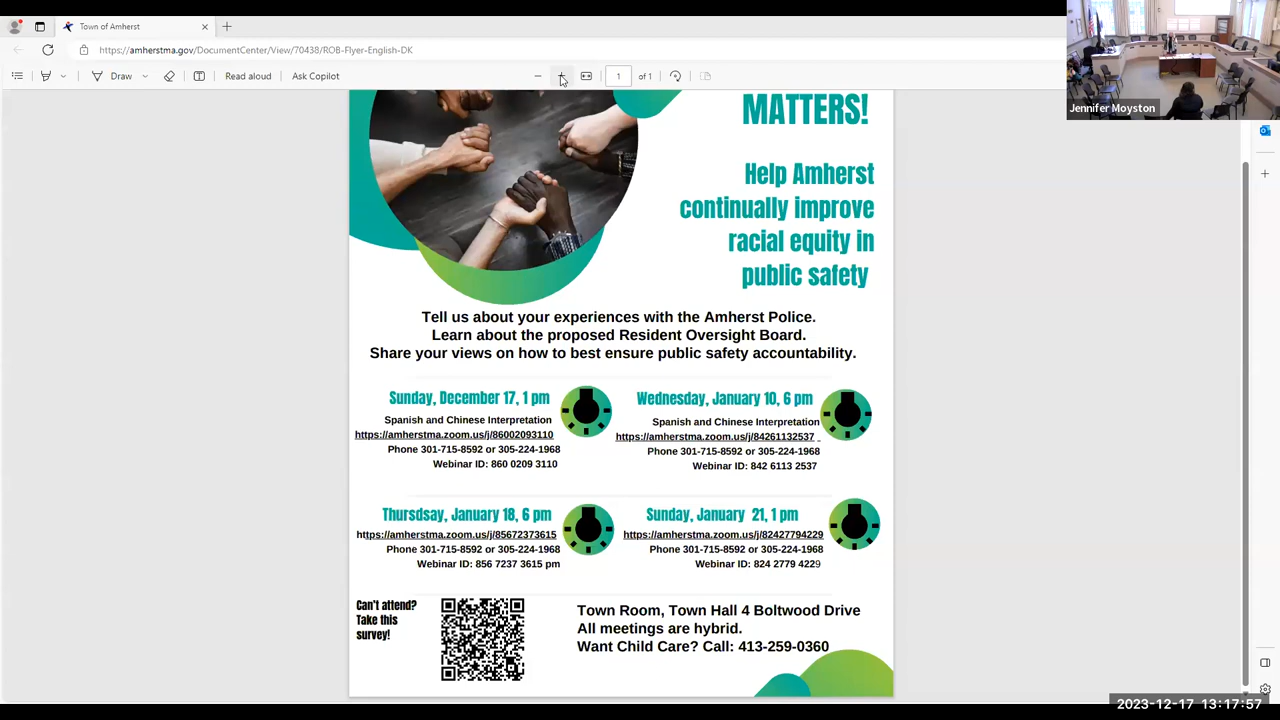 Town of Amherst
https://amherstma.gov/DocumentCenter/View/70438/ROB-Flyer-English-DK
Draw
Read aloud
Ask Copilot
1
of 1
Jennifer Moyston
MATTERS!
Help Amherst
continually improve
racial equity in
public safety
Tell us about your experiences with the Amherst Police.
Learn about the proposed Resident Oversight Board.
Share your views on how to best ensure public safety accountability.
Sunday, December 17, 1 pm
Spanish and Chinese Interpretation
https://amherstma.zoom.us/j/86002093110
Phone 301-715-8592 or 305-224-1968
Webinar ID: 860 0209 3110
Wednesday, January 10, 6 pm
Spanish and Chinese Interpretation
https://amherstma.zoom.us/j/84261132537
Phone 301-715-8592 or 305-224-1968
Webinar ID: 842 6113 2537
Thursdsay, January 18, 6 pm
https://amherstma.zoom.us/j/85672373615
Phone 301-715-8592 or 305-224-1968
Webinar ID: 856 7237 3615 pm
Sunday, January 21, 1 pm
https://amherstma.zoom.us/j/82427794229
Phone 301-715-8592 or 305-224-1968
Webinar ID: 824 2779 4229
Can't attend?
Take this
survey!
Town Room, Town Hall 4 Boltwood Drive
All meetings are hybrid.
Want Child Care? Call: 413-259-0360
2023-12-17 13:17:57